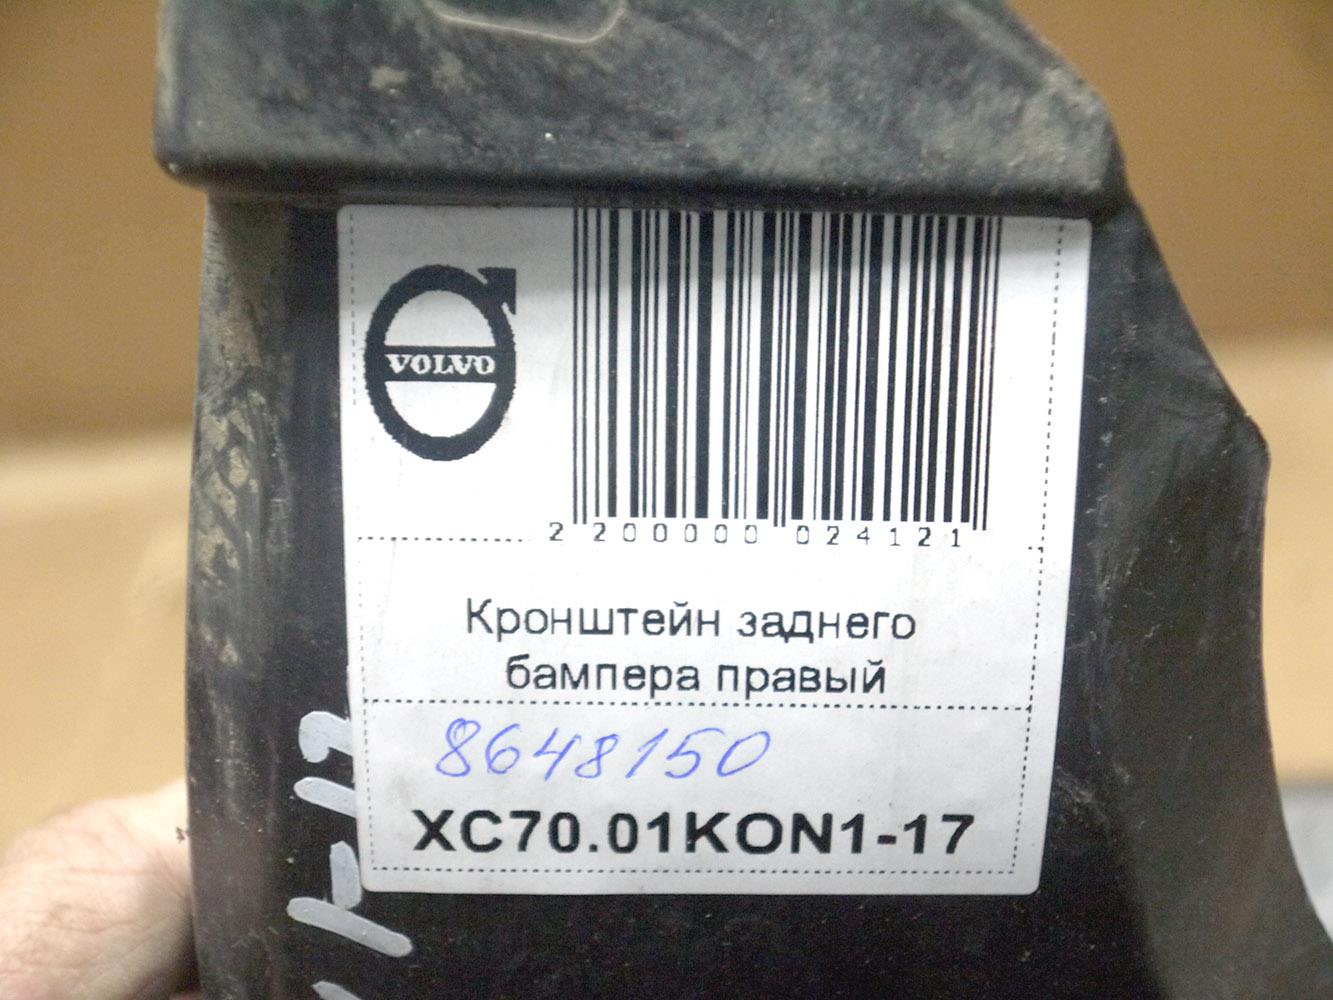 VOLVO
2 200000 024121
Кронштейн заднего
бампера правый
8648150
XC70.01KON1-17